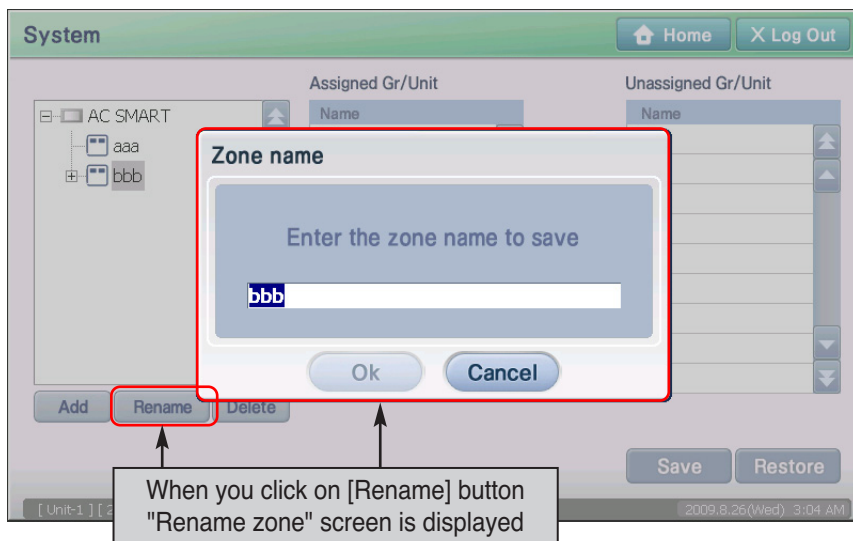 System
Home
X Log Out
Assigned Gr/Unit
Unassigned Gr/Unit
AC SMART
Name
Name
aaa
bbb
Zone name
Enter the zone name to save
bbb
Ok
Cancel
Add
Rename
Delete
Save
Restore
When you click on [Rename] button
"Rename zone" screen is displayed
[ Unit-1 ] [ 2
2009.8.26(Wed) 3:04 AM